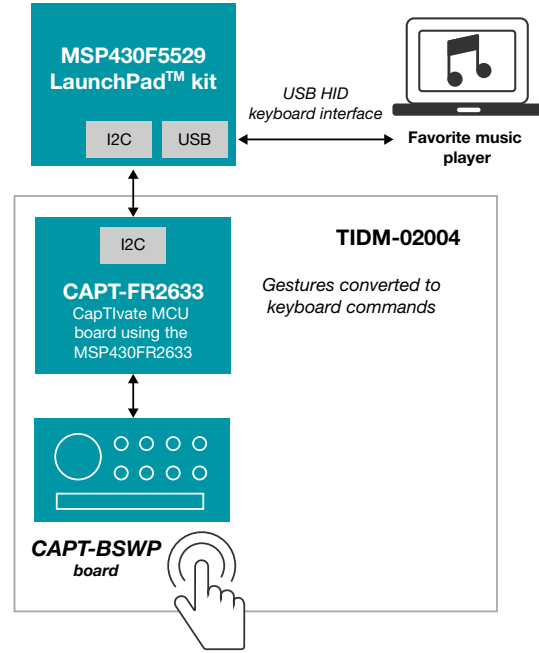 MSP430F5529
LaunchPad™ kit
I2C
USB
USB HID
keyboard interface
Favorite music
player
TIDM-02004
I2C
CAPT-FR2633
CapTIvate MCU
board using the
MSP430FR2633
Gestures converted to
keyboard commands
CAPT-BSWP
board